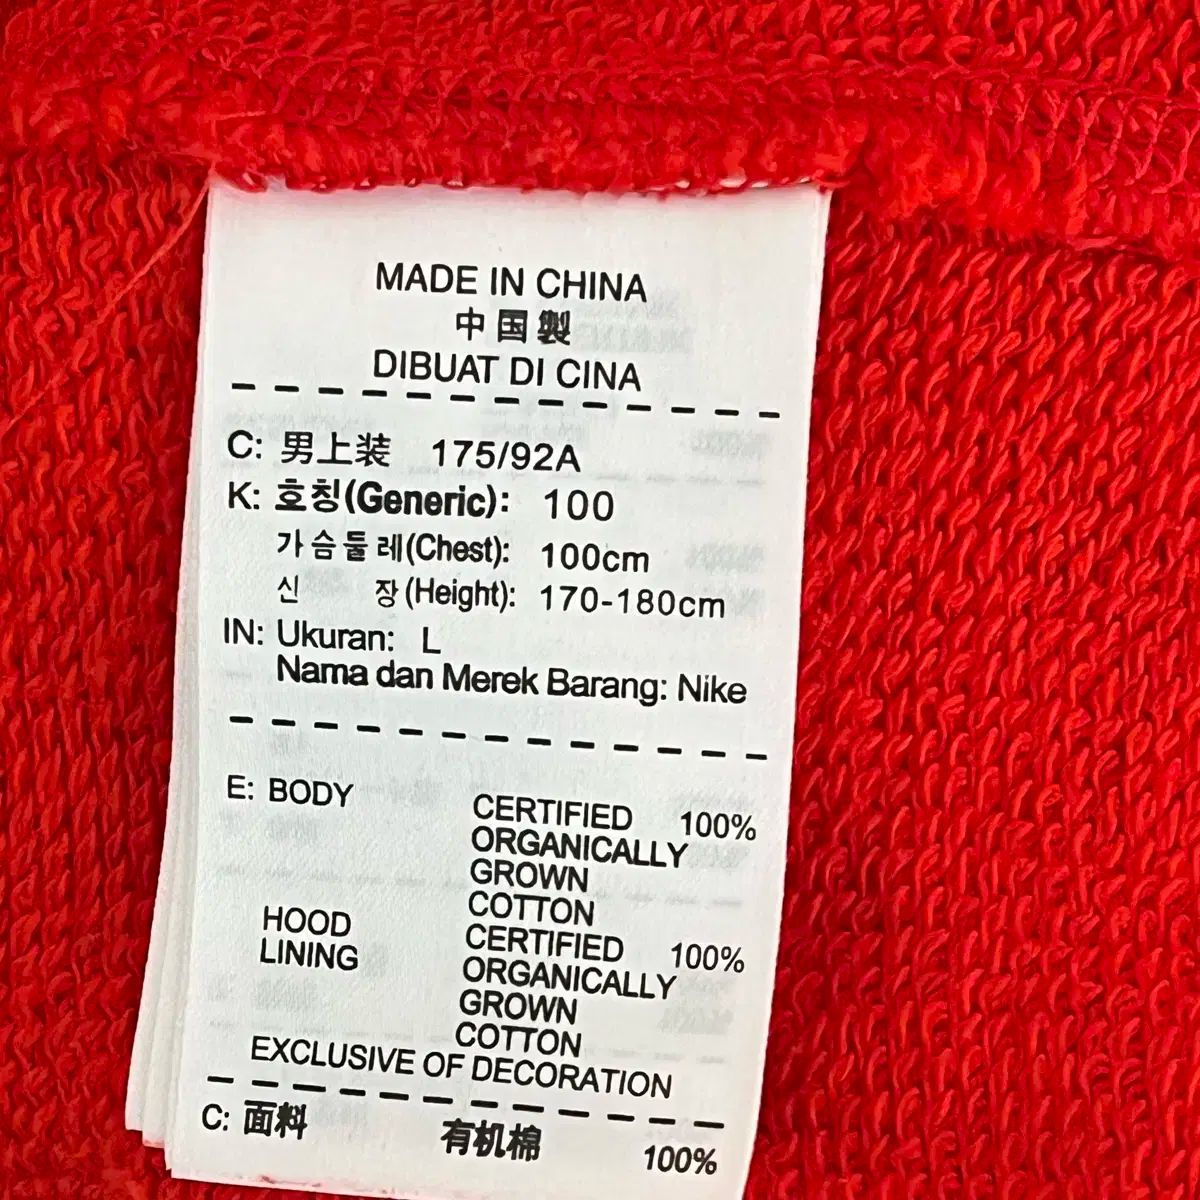 MADE IN CHINA
中国製
DIBUAT DI CINA
C: 男上装 175/92A
K: 호칭(Generic): 100
가슴둘레(Chest): 100cm
신 장(Height): 170-180cm
IN: Ukuran: L
Nama dan Merek Barang: Nike
E: BODY CERTIFIED 100%
ORGANICALLY
GROWN
COTTON
HOOD CERTIFIED 100%
LINING ORGANICALLY
GROWN
COTTON
EXCLUSIVE OF DECORATION
C: 面料 有机棉 100%